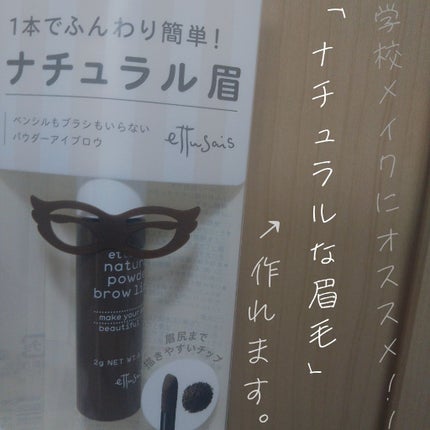 1本でふんわり簡単！
ナチュラル眉
ペンシルもブラシもいらない
パウダーアイブロウ
ettusais
natur
powde
brow li
make your
beautiful
2g NET W
ettusais
眉尻まで
描きやすいチップ
学校メイクにオススメ！！
「ナチュラルな眉毛」
↗作れます。